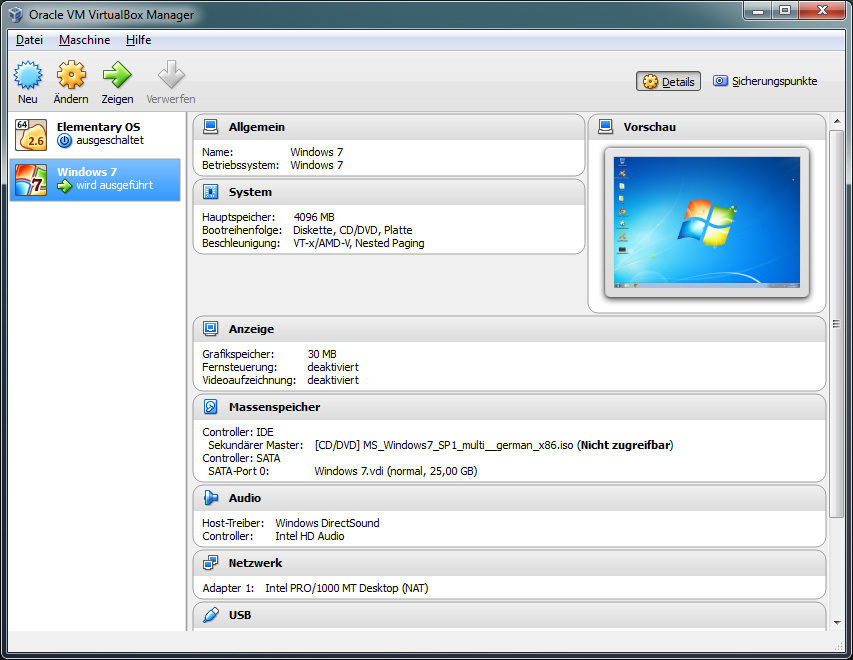 Oracle VM VirtualBox Manager
Datei Maschine Hilfe
Neu Ändern Zeigen Verwerfen
Details Sicherungspunkte
64
2.6
Elementary OS
ausgeschaltet
7
Windows 7
wird ausgeführt
Allgemein
Name: Windows 7
Betriebssystem: Windows 7
System
Hauptspeicher: 4096 MB
Bootreihenfolge: Diskette, CD/DVD, Platte
Beschleunigung: VT-x/AMD-V, Nested Paging
Vorschau
Anzeige
Grafikspeicher: 30 MB
Fernsteuerung: deaktiviert
Videoaufzeichnung: deaktiviert
Massenspeicher
Controller: IDE
Sekundärer Master: [CD/DVD] MS_Windows7_SP1_multi__german_x86.iso (Nicht zugreifbar)
Controller: SATA
SATA-Port 0: Windows 7.vdi (normal, 25,00 GB)
Audio
Host-Treiber: Windows DirectSound
Controller: Intel HD Audio
Netzwerk
Adapter 1: Intel PRO/1000 MT Desktop (NAT)
USB